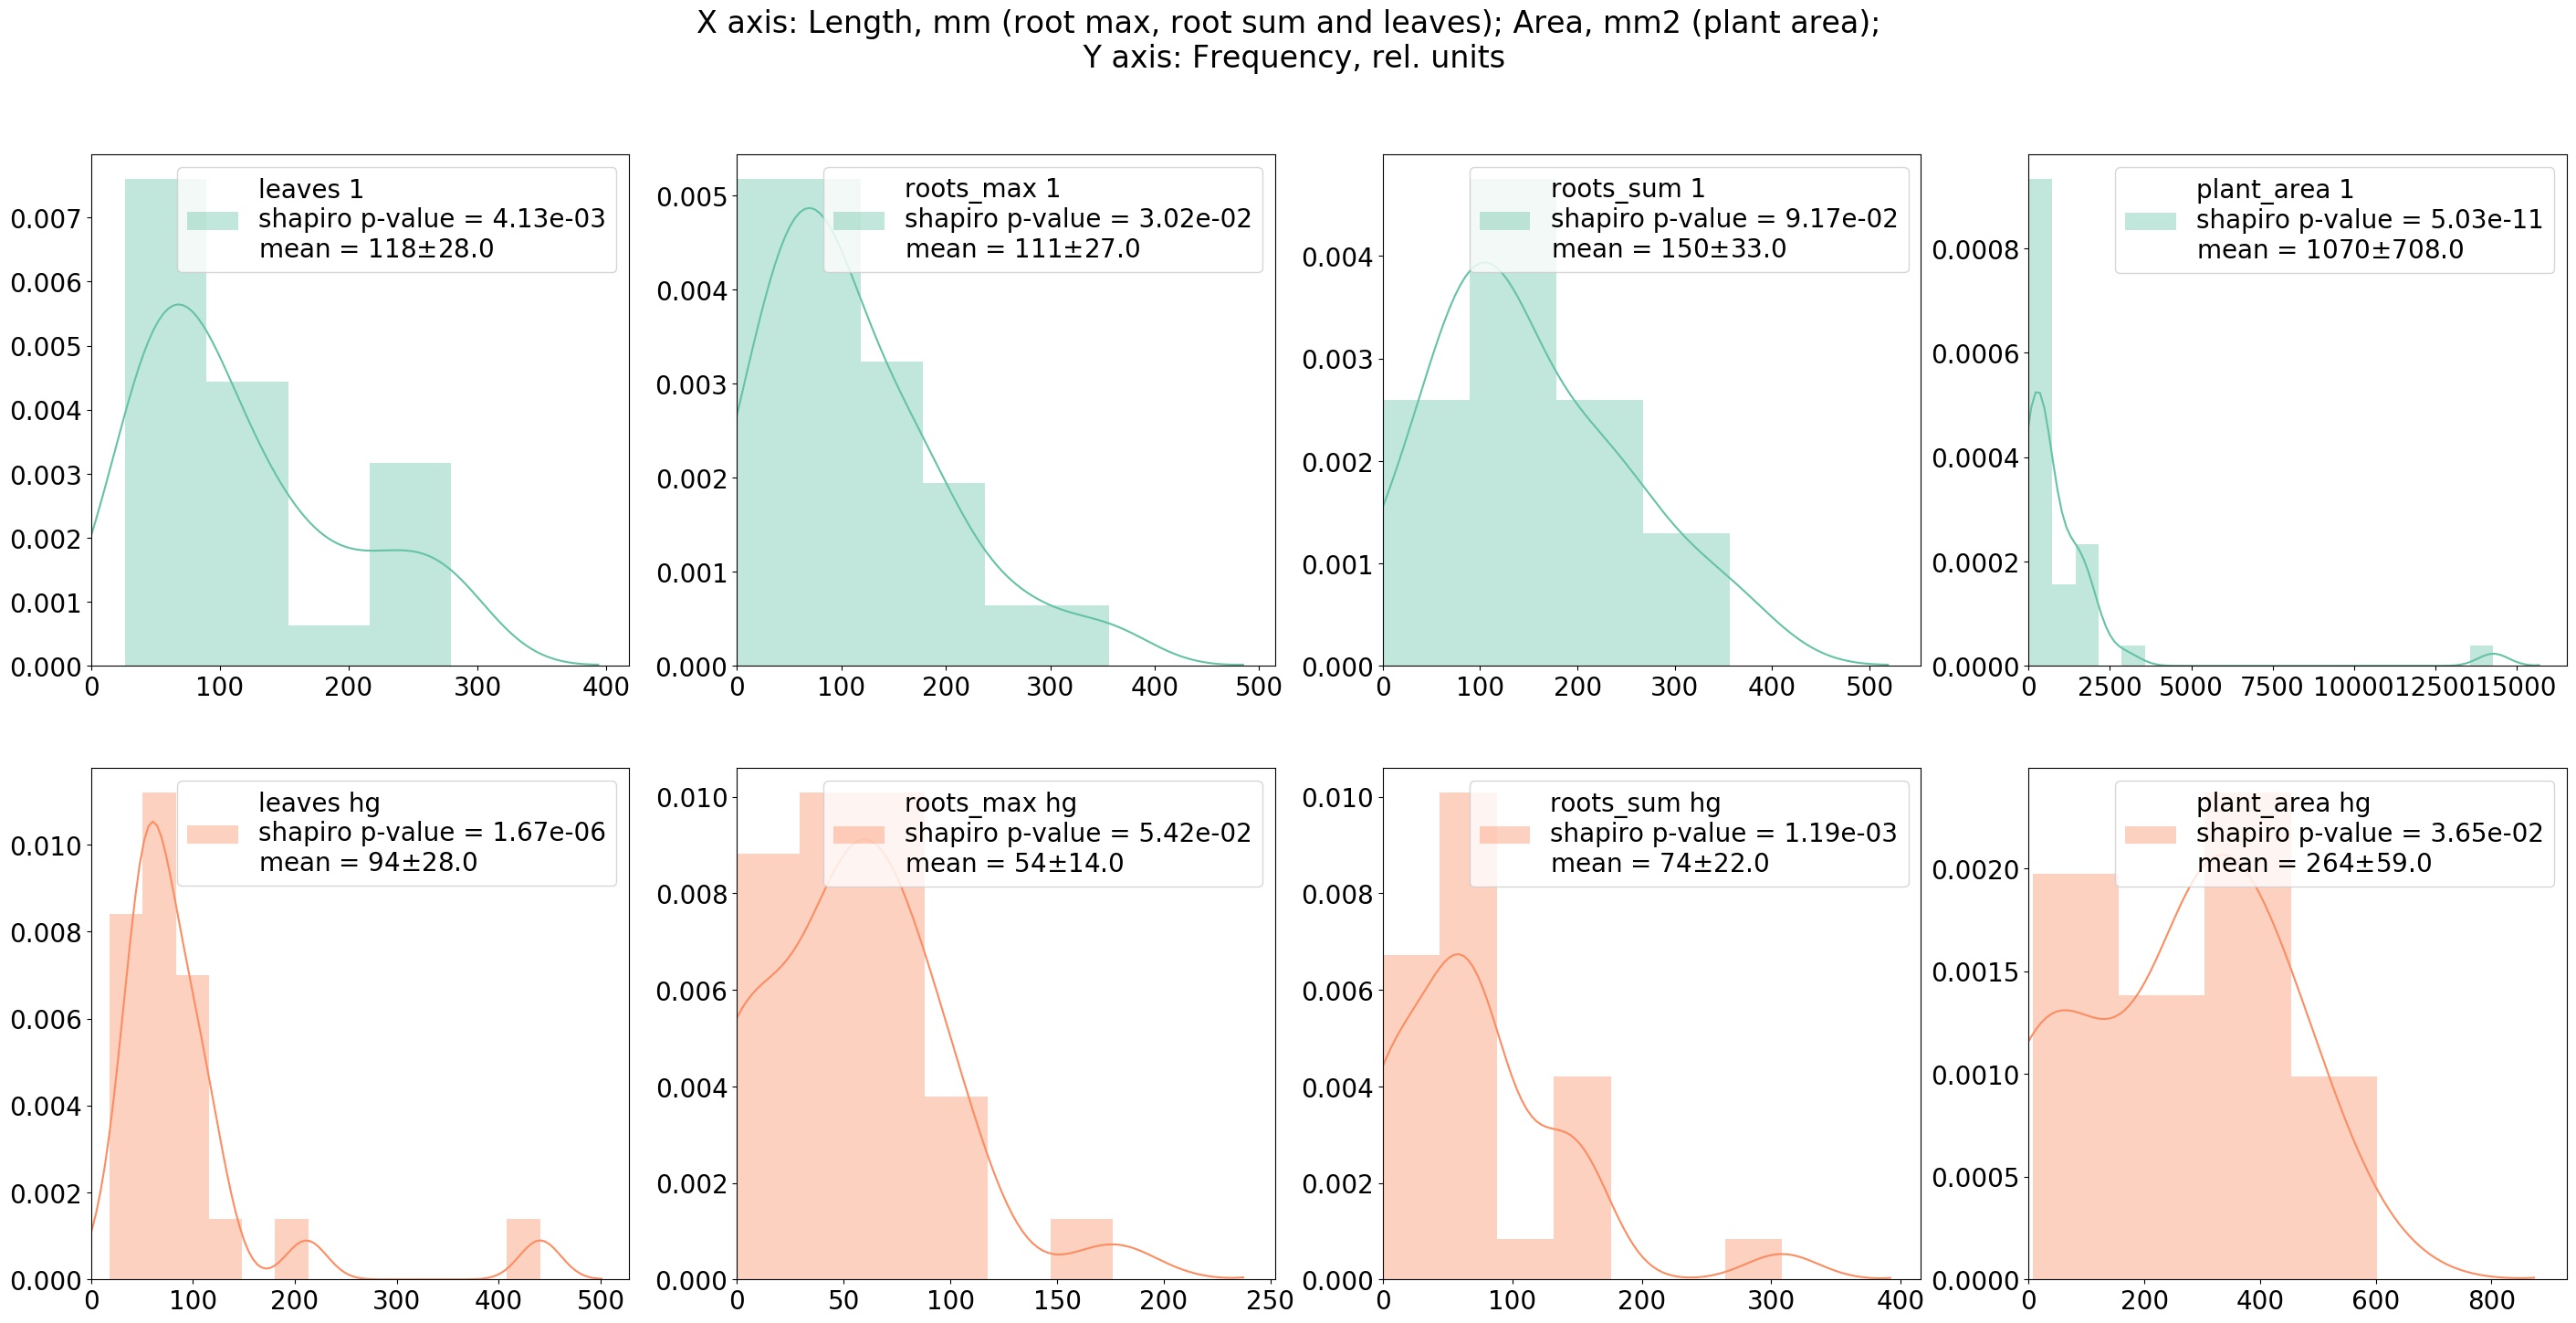 X axis: Length, mm (root max, root sum and leaves); Area, mm2 (plant area);
Y axis: Frequency, rel. units
leaves 1
shapiro p-value = 4.13e-03
mean = 118±28.0
0.007
0.006
0.005
0.004
0.003
0.002
0.001
0.000
0 100 200 300 400
roots_max 1
shapiro p-value = 3.02e-02
mean = 111±27.0
0.005
0.004
0.003
0.002
0.001
0.000
0 100 200 300 400 500
roots_sum 1
shapiro p-value = 9.17e-02
mean = 150±33.0
0.004
0.003
0.002
0.001
0.000
0 100 200 300 400 500
plant_area 1
shapiro p-value = 5.03e-11
mean = 1070±708.0
0.0008
0.0006
0.0004
0.0002
0.0000
0 2500 5000 7500 10000 12500 15000
leaves hg
shapiro p-value = 1.67e-06
mean = 94±28.0
0.010
0.008
0.006
0.004
0.002
0.000
0 100 200 300 400 500
roots_max hg
shapiro p-value = 5.42e-02
mean = 54±14.0
0.010
0.008
0.006
0.004
0.002
0.000
0 50 100 150 200 250
roots_sum hg
shapiro p-value = 1.19e-03
mean = 74±22.0
0.010
0.008
0.006
0.004
0.002
0.000
0 100 200 300 400
plant_area hg
shapiro p-value = 3.65e-02
mean = 264±59.0
0.0020
0.0015
0.0010
0.0005
0.0000
0 200 400 600 800